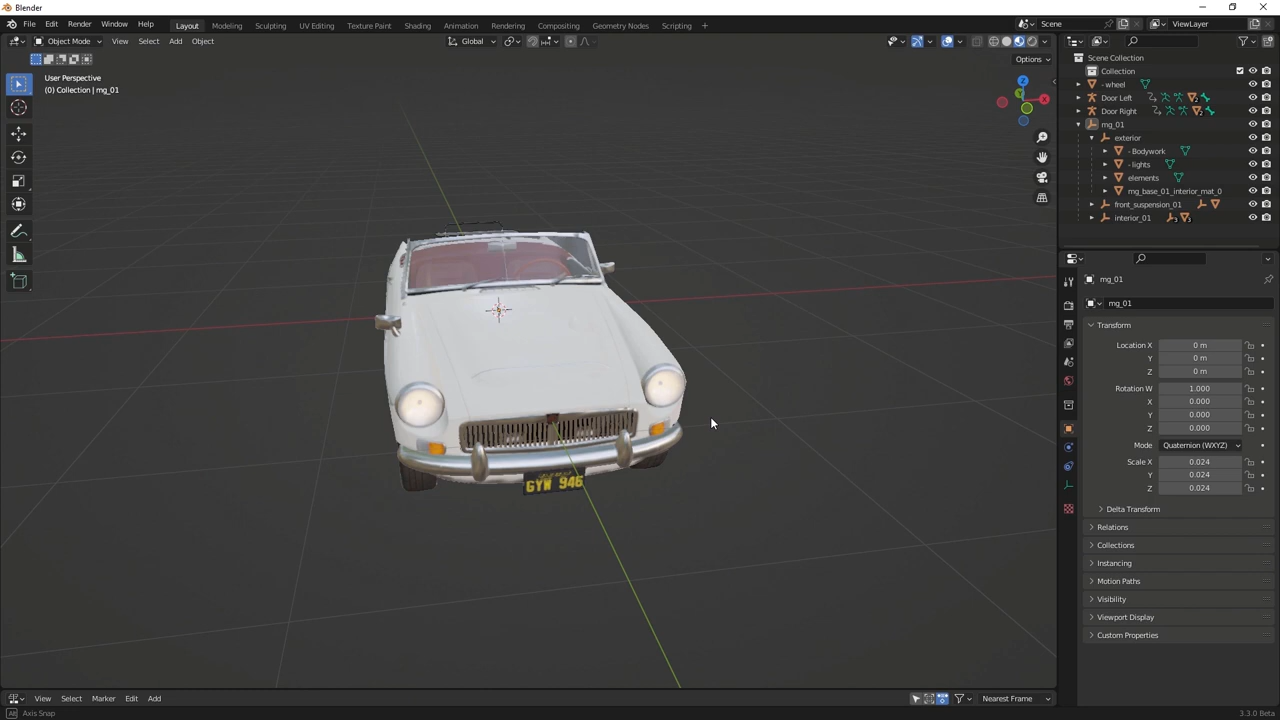 Blender
File Edit Render Window Help Layout Modeling Sculpting UV Editing Texture Paint Shading Animation Rendering Compositing Geometry Nodes Scripting + Scene ViewLayer
Object Mode View Select Add Object Global
Options
User Perspective
(0) Collection | mg_01
Z
Y
X
GYW 946
Scene Collection
Collection
- wheel
Door Left 2
Door Right 2
mg_01
exterior
- Bodywork
- lights
elements
mg_base_01_interior_mat_0
front_suspension_01
interior_01
mg_01
mg_01
Transform
Location X 0 m
Y 0 m
Z 0 m
Rotation W 1.000
X 0.000
Y 0.000
Z 0.000
Mode Quaternion (WXYZ)
Scale X 0.024
Y 0.024
Z 0.024
Delta Transform
Relations
Collections
Instancing
Motion Paths
Visibility
Viewport Display
Custom Properties
View Select Marker Edit Add Nearest Frame
Alt Axis Snap 3.3.0 Beta